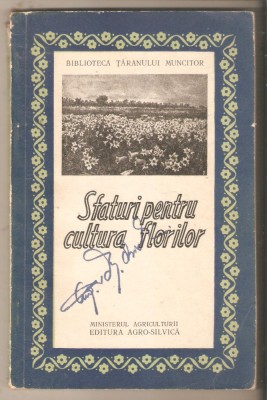 BIBLIOTECA ȚĂRANULUI MUNCITOR
Sfaturi pentru
cultura florilor
MINISTERUL AGRICULTURII
EDITURA AGRO-SILVICĂ